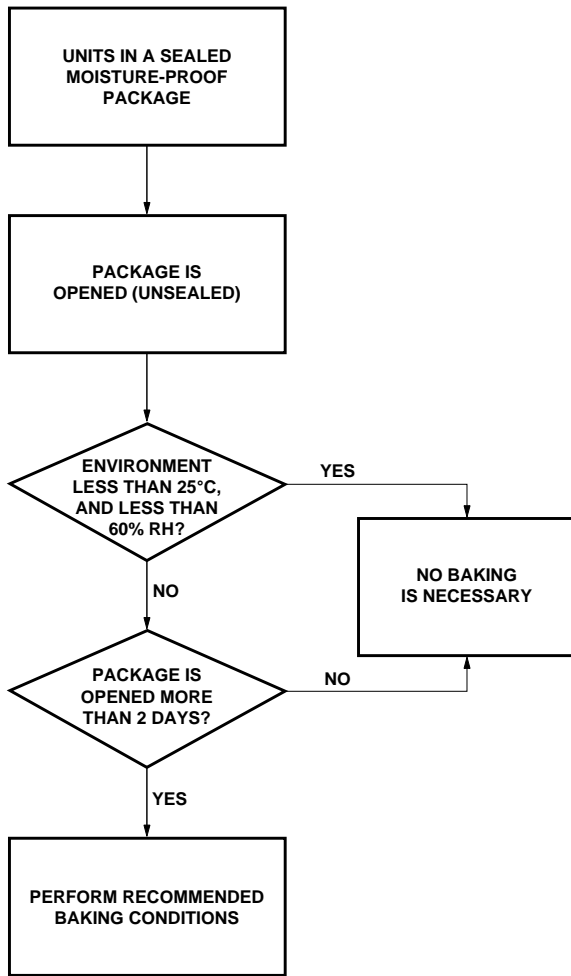 UNITS IN A SEALED
MOISTURE-PROOF
PACKAGE
PACKAGE IS
OPENED (UNSEALED)
ENVIRONMENT
LESS THAN 25°C,
AND LESS THAN
60% RH?
YES
NO BAKING
IS NECESSARY
NO
PACKAGE IS
OPENED MORE
THAN 2 DAYS?
NO
YES
PERFORM RECOMMENDED
BAKING CONDITIONS